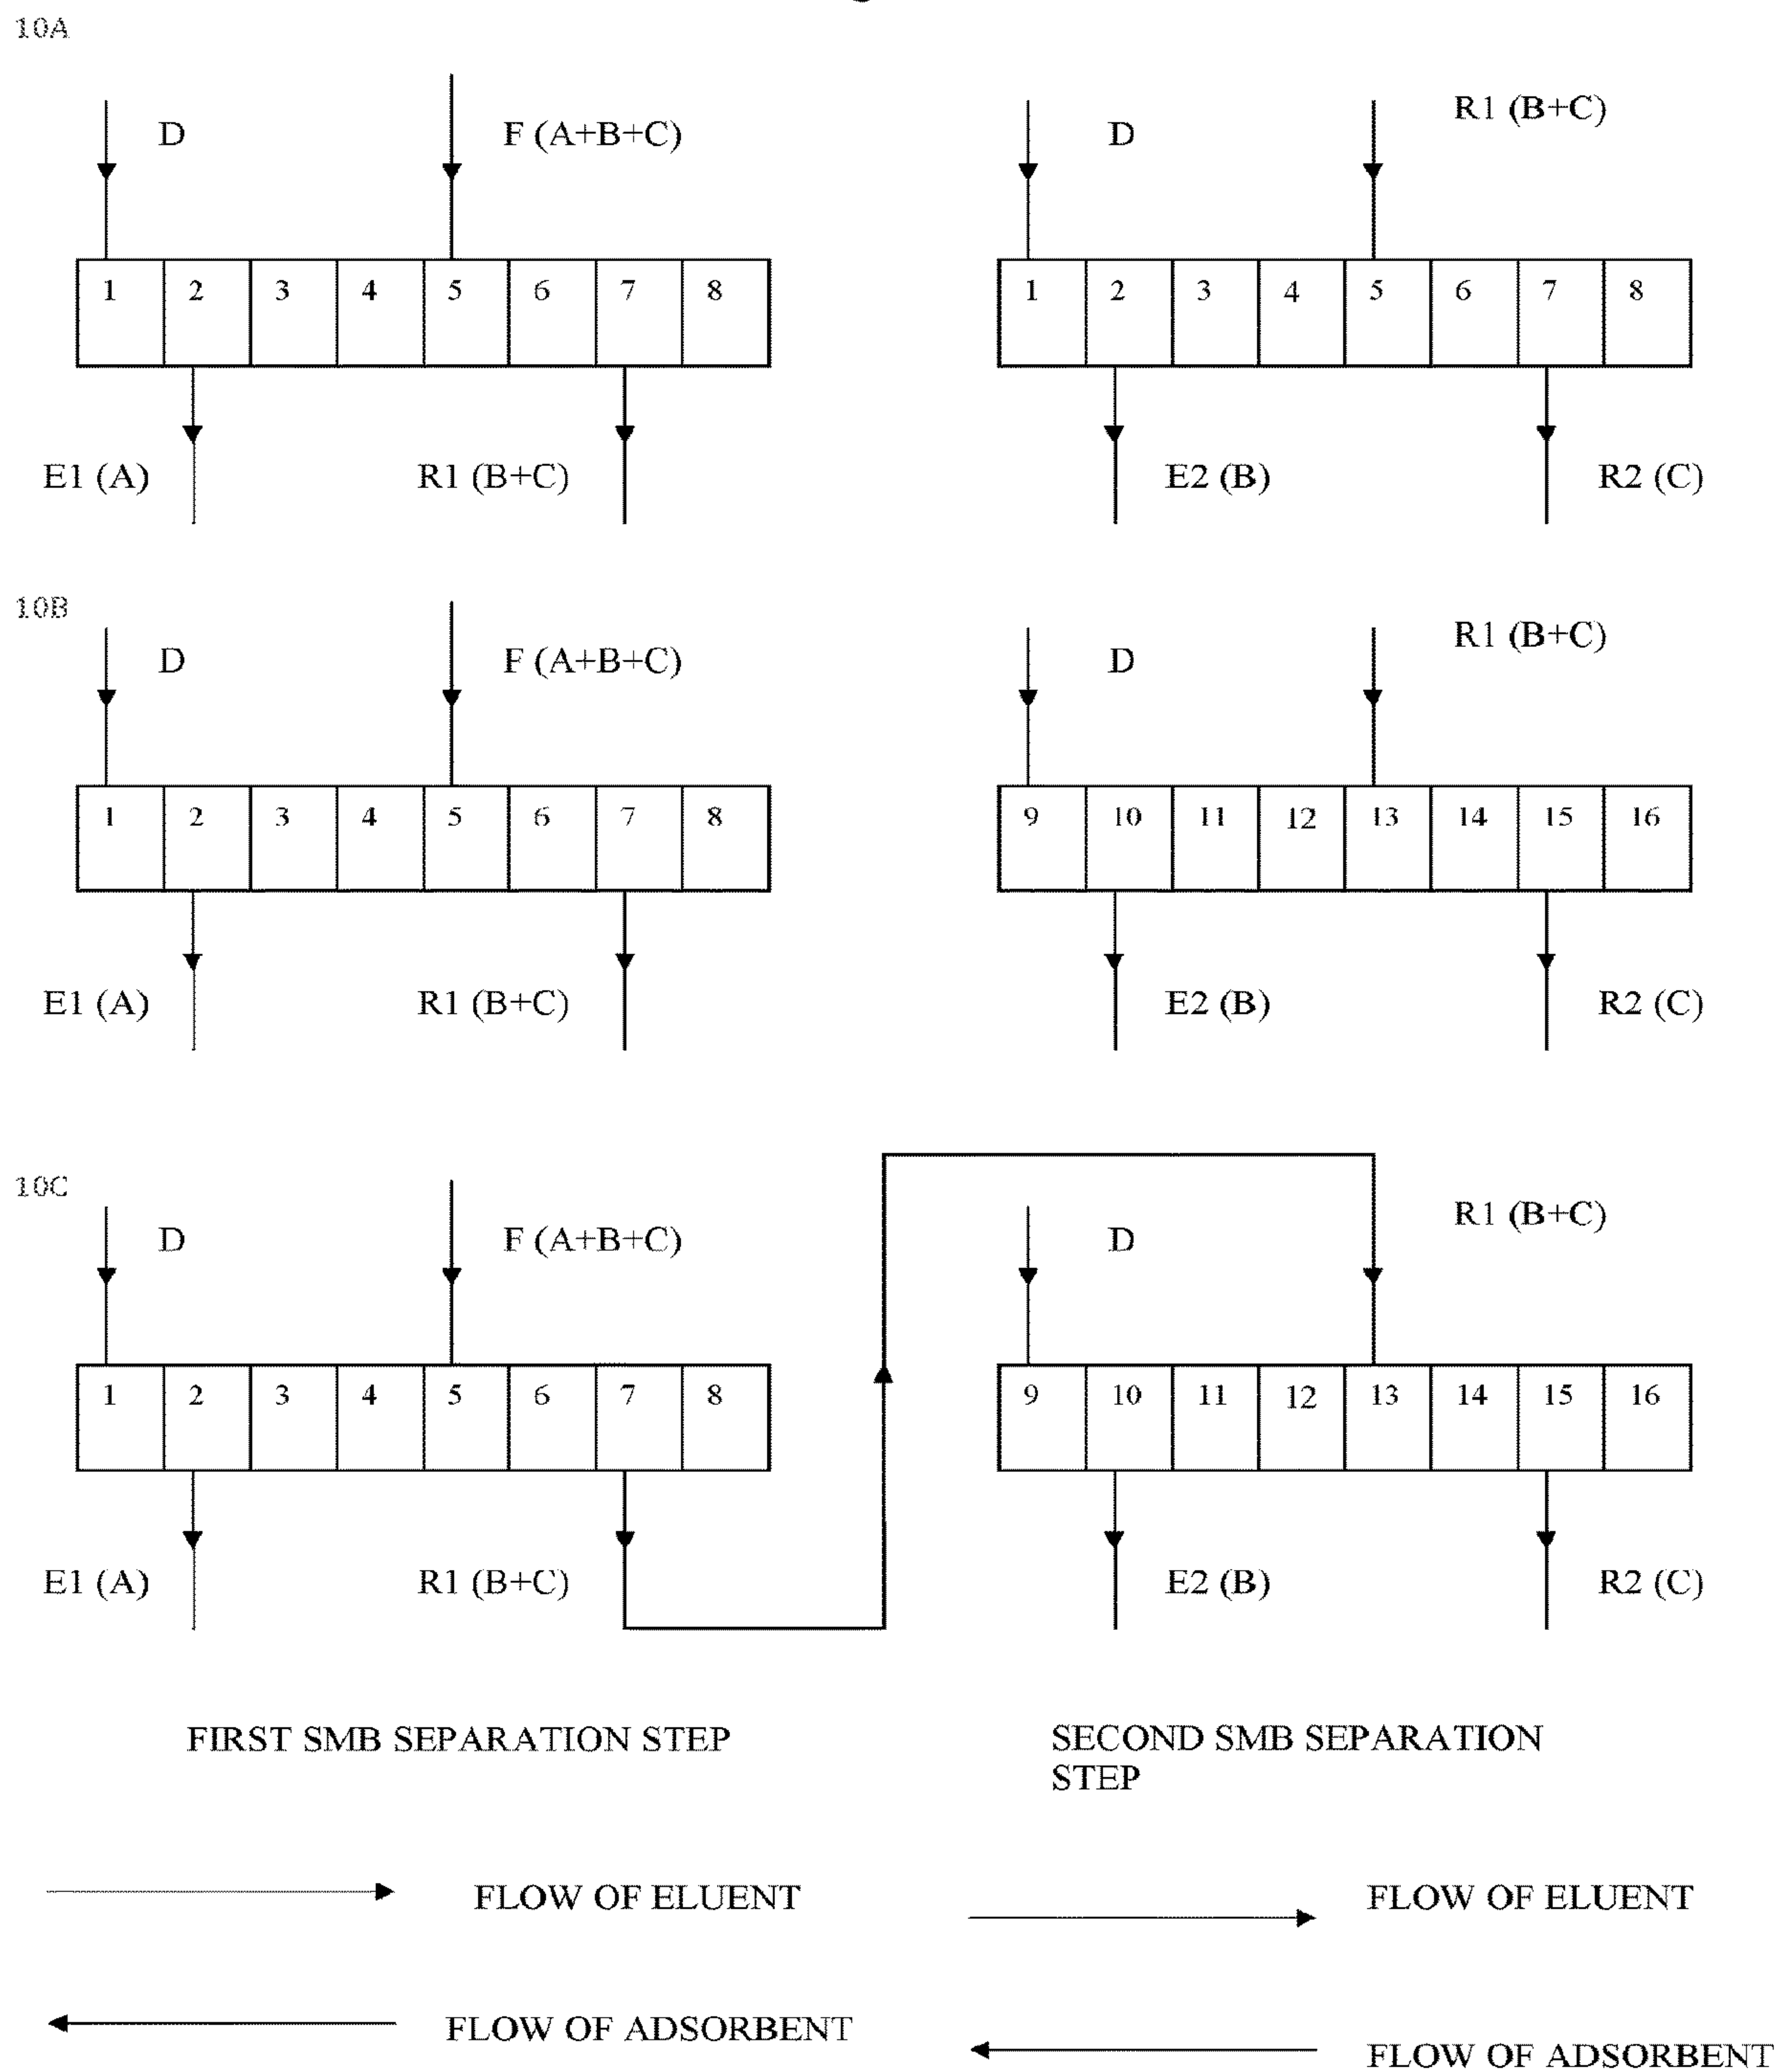 10A
D
F (A+B+C)
D
R1 (B+C)
1 2 3 4 5 6 7 8
1 2 3 4 5 6 7 8
E1 (A)
R1 (B+C)
E2 (B)
R2 (C)
10B
D
F (A+B+C)
D
R1 (B+C)
1 2 3 4 5 6 7 8
9 10 11 12 13 14 15 16
E1 (A)
R1 (B+C)
E2 (B)
R2 (C)
10C
D
F (A+B+C)
D
R1 (B+C)
1 2 3 4 5 6 7 8
9 10 11 12 13 14 15 16
E1 (A)
R1 (B+C)
E2 (B)
R2 (C)
FIRST SMB SEPARATION STEP
SECOND SMB SEPARATION
STEP
FLOW OF ELUENT
FLOW OF ELUENT
FLOW OF ADSORBENT
FLOW OF ADSORBENT